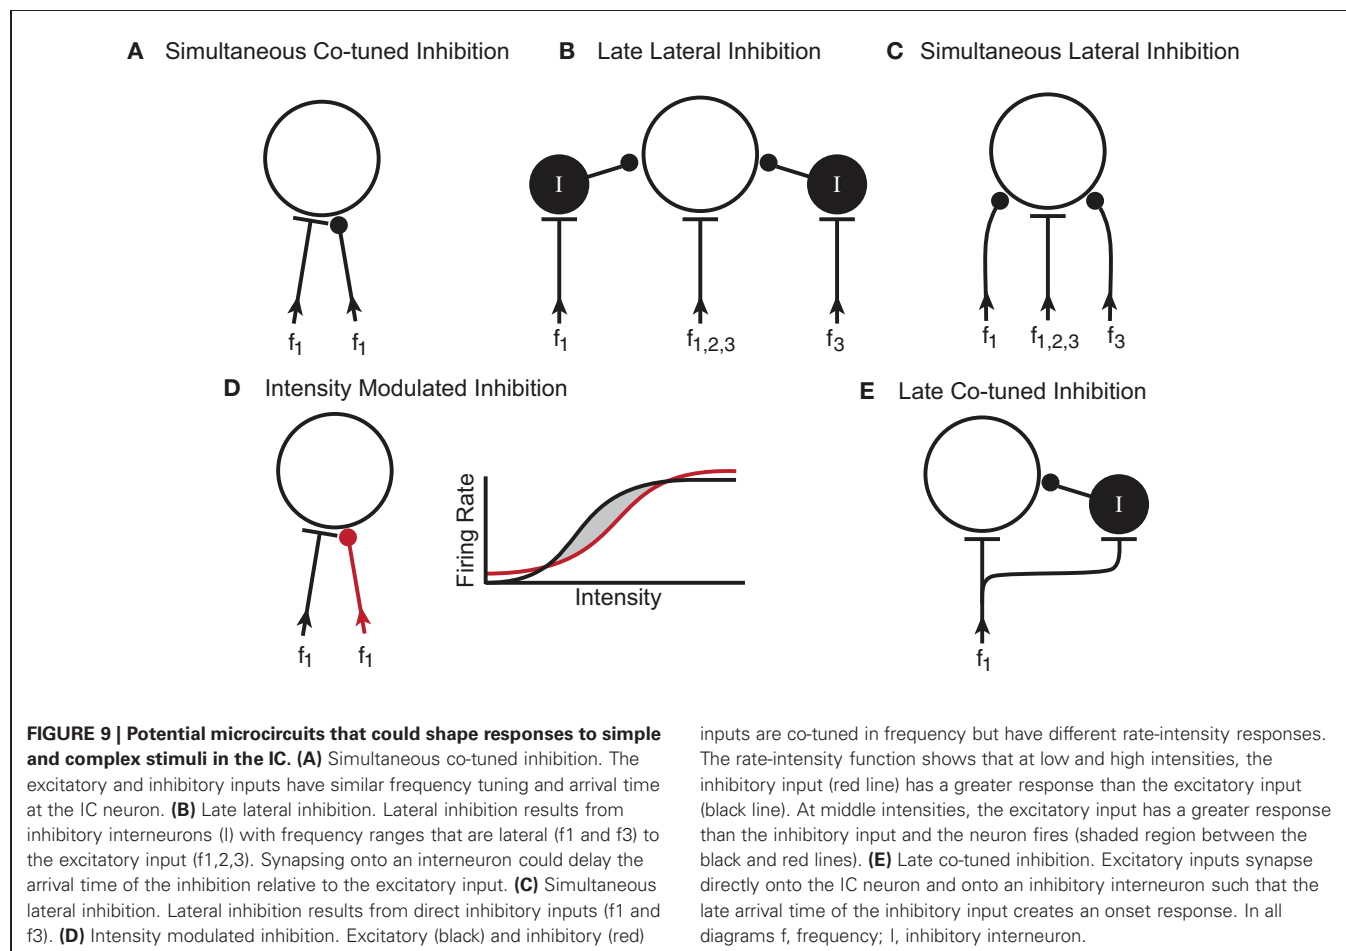 A Simultaneous Co-tuned Inhibition
B Late Lateral Inhibition
C Simultaneous Lateral Inhibition
I
I
f1
f1
f1
f1,2,3
f3
f1
f1,2,3
f3
D Intensity Modulated Inhibition
E Late Co-tuned Inhibition
Firing Rate
Intensity
I
f1
f1
f1
FIGURE 9 | Potential microcircuits that could shape responses to simple
and complex stimuli in the IC. (A) Simultaneous co-tuned inhibition. The
excitatory and inhibitory inputs have similar frequency tuning and arrival time
at the IC neuron. (B) Late lateral inhibition. Lateral inhibition results from
inhibitory interneurons (I) with frequency ranges that are lateral (f1 and f3) to
the excitatory input (f1,2,3). Synapsing onto an interneuron could delay the
arrival time of the inhibition relative to the excitatory input. (C) Simultaneous
lateral inhibition. Lateral inhibition results from direct inhibitory inputs (f1 and
f3). (D) Intensity modulated inhibition. Excitatory (black) and inhibitory (red)
inputs are co-tuned in frequency but have different rate-intensity responses.
The rate-intensity function shows that at low and high intensities, the
inhibitory input (red line) has a greater response than the excitatory input
(black line). At middle intensities, the excitatory input has a greater response
than the inhibitory input and the neuron fires (shaded region between the
black and red lines). (E) Late co-tuned inhibition. Excitatory inputs synapse
directly onto the IC neuron and onto an inhibitory interneuron such that the
late arrival time of the inhibitory input creates an onset response. In all
diagrams f, frequency; I, inhibitory interneuron.